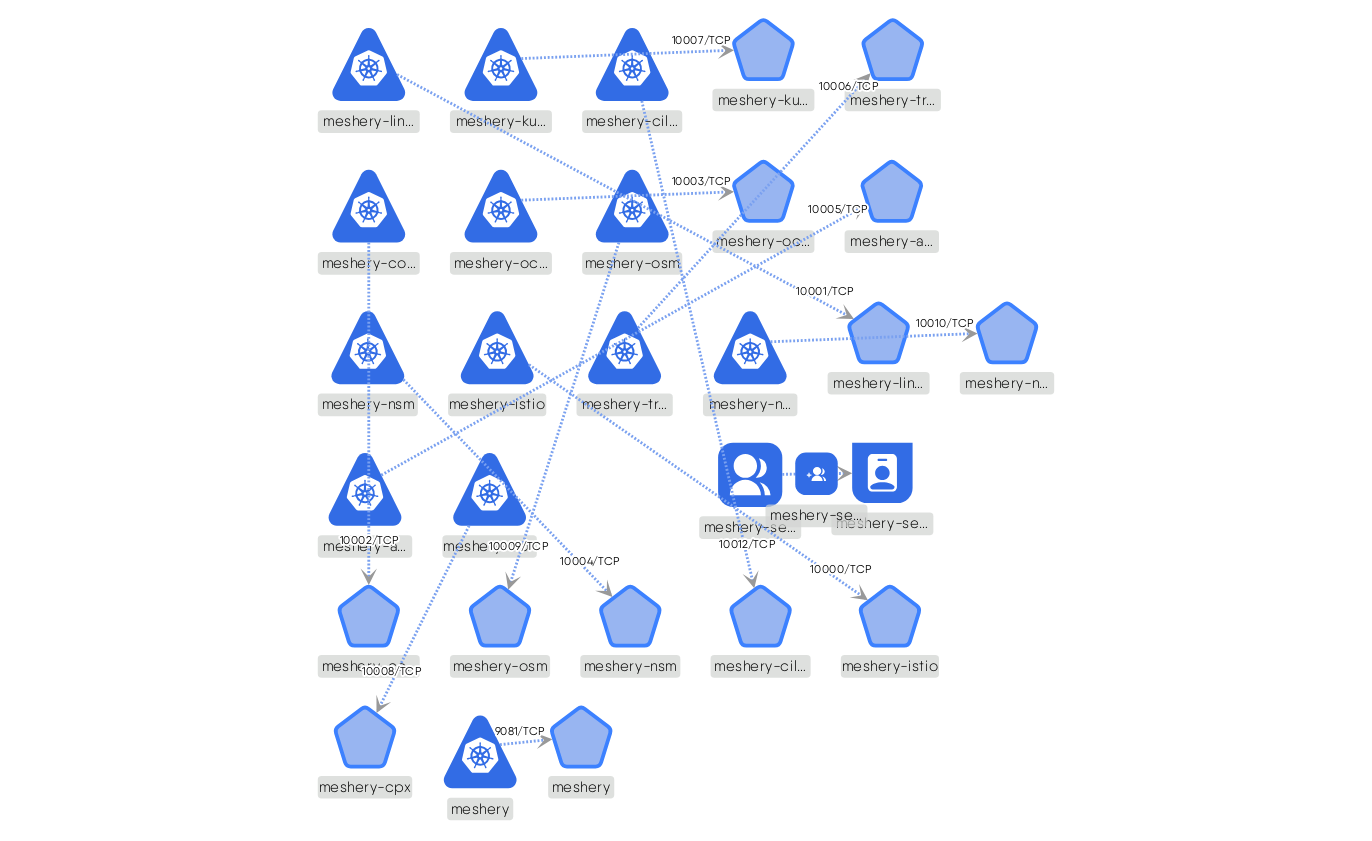 10007/TCP
10006/TCP
meshery-ku...
meshery-tr...
meshery-lin...
meshery-ku...
meshery-cil...
10003/TCP
10005/TCP
meshery-oc...
meshery-a...
meshery-co...
meshery-oc...
meshery-osm
10001/TCP
10010/TCP
meshery-lin...
meshery-n...
meshery-nsm
meshery-istio
meshery-tr...
meshery-n...
meshery-se...
meshery-se...
meshery-se...
10002/TCP
meshery-a...
10009/TCP
10012/TCP
10004/TCP
10000/TCP
meshery-osm
meshery-nsm
meshery-cil...
meshery-istio
10008/TCP
9081/TCP
meshery-cpx
meshery
meshery